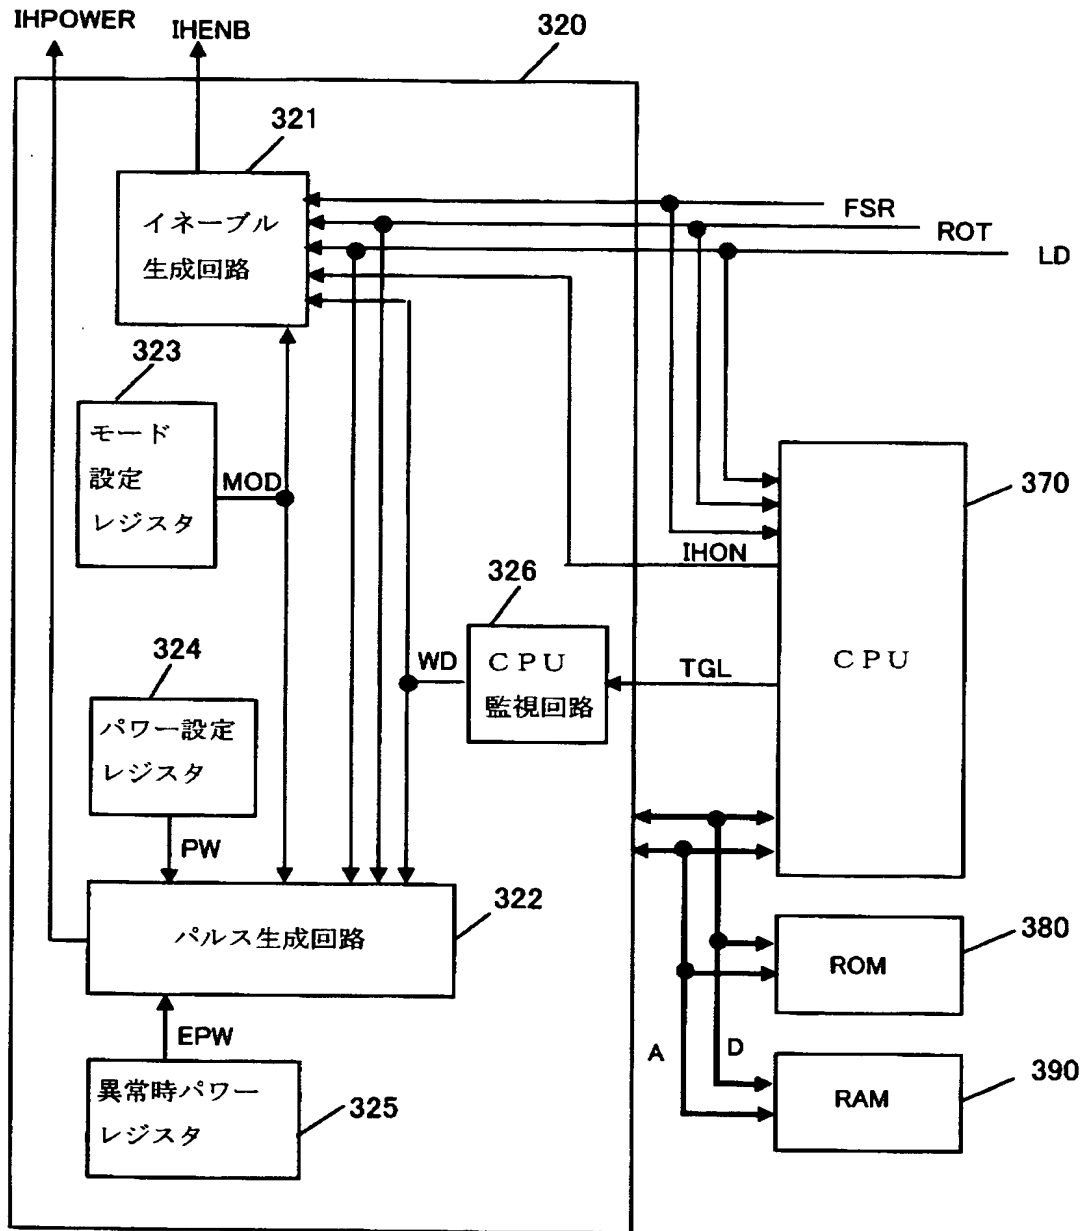 IHPOWER
IHENB
320
321
イネーブル
生成回路
FSR
ROT
LD
323
モード
設定
レジスタ
MOD
370
IHON
326
CPU
監視回路
WD
TGL
CPU
324
パワー設定
レジスタ
PW
322
パルス生成回路
380
ROM
EPW
A
D
390
RAM
異常時パワー
レジスタ
325